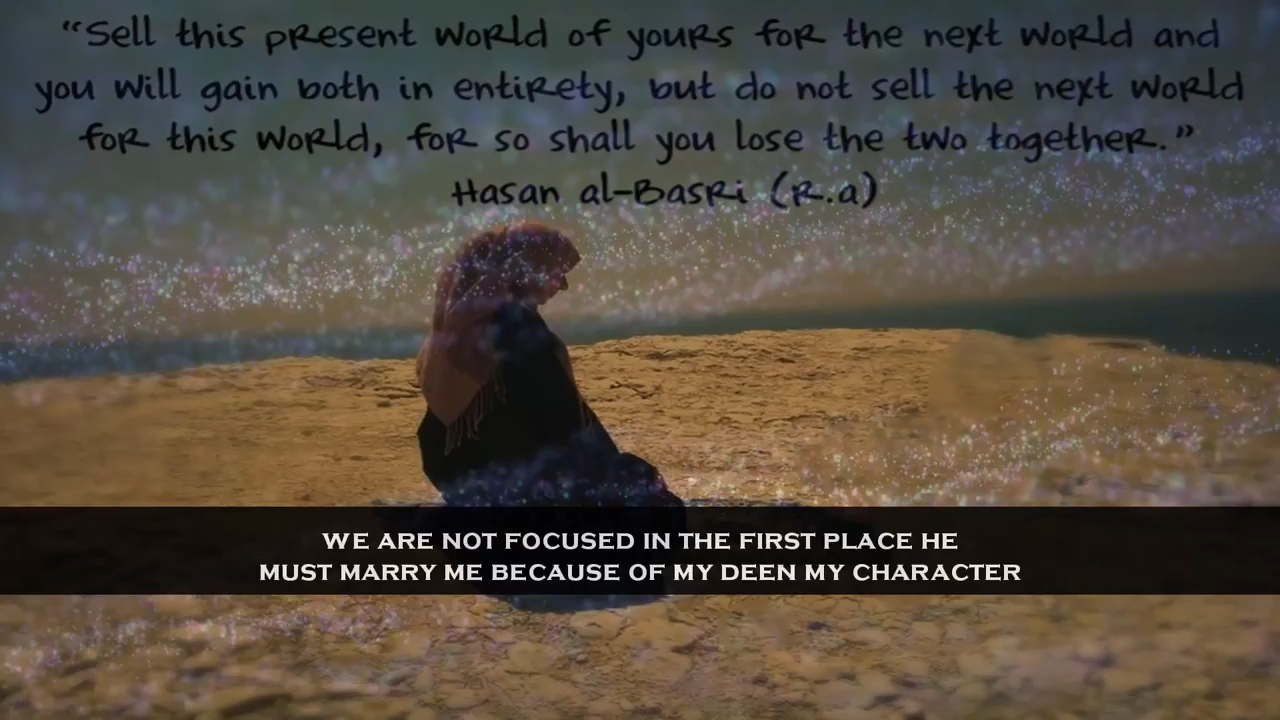 “Sell this present world of yours for the next world and
you will gain both in entirety, but do not sell the next world
for this world, for so shall you lose the two together.”
Hasan al-Basri (R.a)
WE ARE NOT FOCUSED IN THE FIRST PLACE HE
MUST MARRY ME BECAUSE OF MY DEEN MY CHARACTER